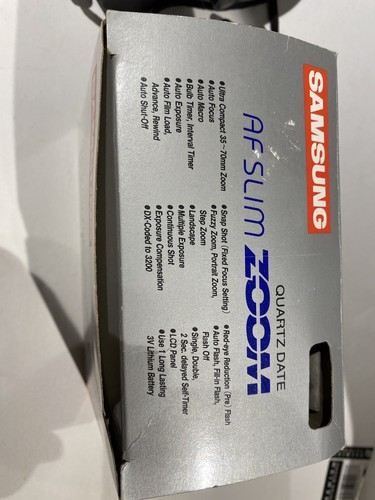 SAMSUNG
QUARTZ DATE
AF SLIM ZOOM
● Ultra Compact 35~70mm Zoom
● Auto Focus
● Auto Macro
● Bulb Timer, Interval Timer
● Auto Exposure
● Auto Film Load,
Advance, Rewind
● Auto Shut-Off
● Snap Shot (Fixed Focus Setting)
● Fuzzy Zoom, Portrait Zoom,
Step Zoom
● Landscape
● Multiple Exposure
● Continuous Shot
● Exposure Compensation
● DX-Coded to 3200
● Red-eye Reduction (Pre) Flash
● Auto Flash, Fill-in Flash,
Flash Off
● Single, Double,
2 Sec. delayed Self-Timer
● LCD Panel
● Use 1 Long Lasting
3V Lithium Battery